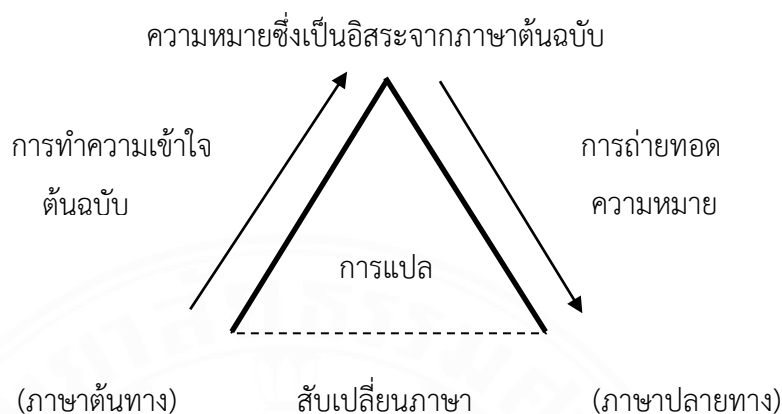 ความหมายซึ่งเป็นอิสระจากภาษาต้นฉบับ
การทำความเข้าใจ
ต้นฉบับ
การถ่ายทอด
ความหมาย
การแปล
(ภาษาต้นทาง)
สับเปลี่ยนภาษา
(ภาษาปลายทาง)